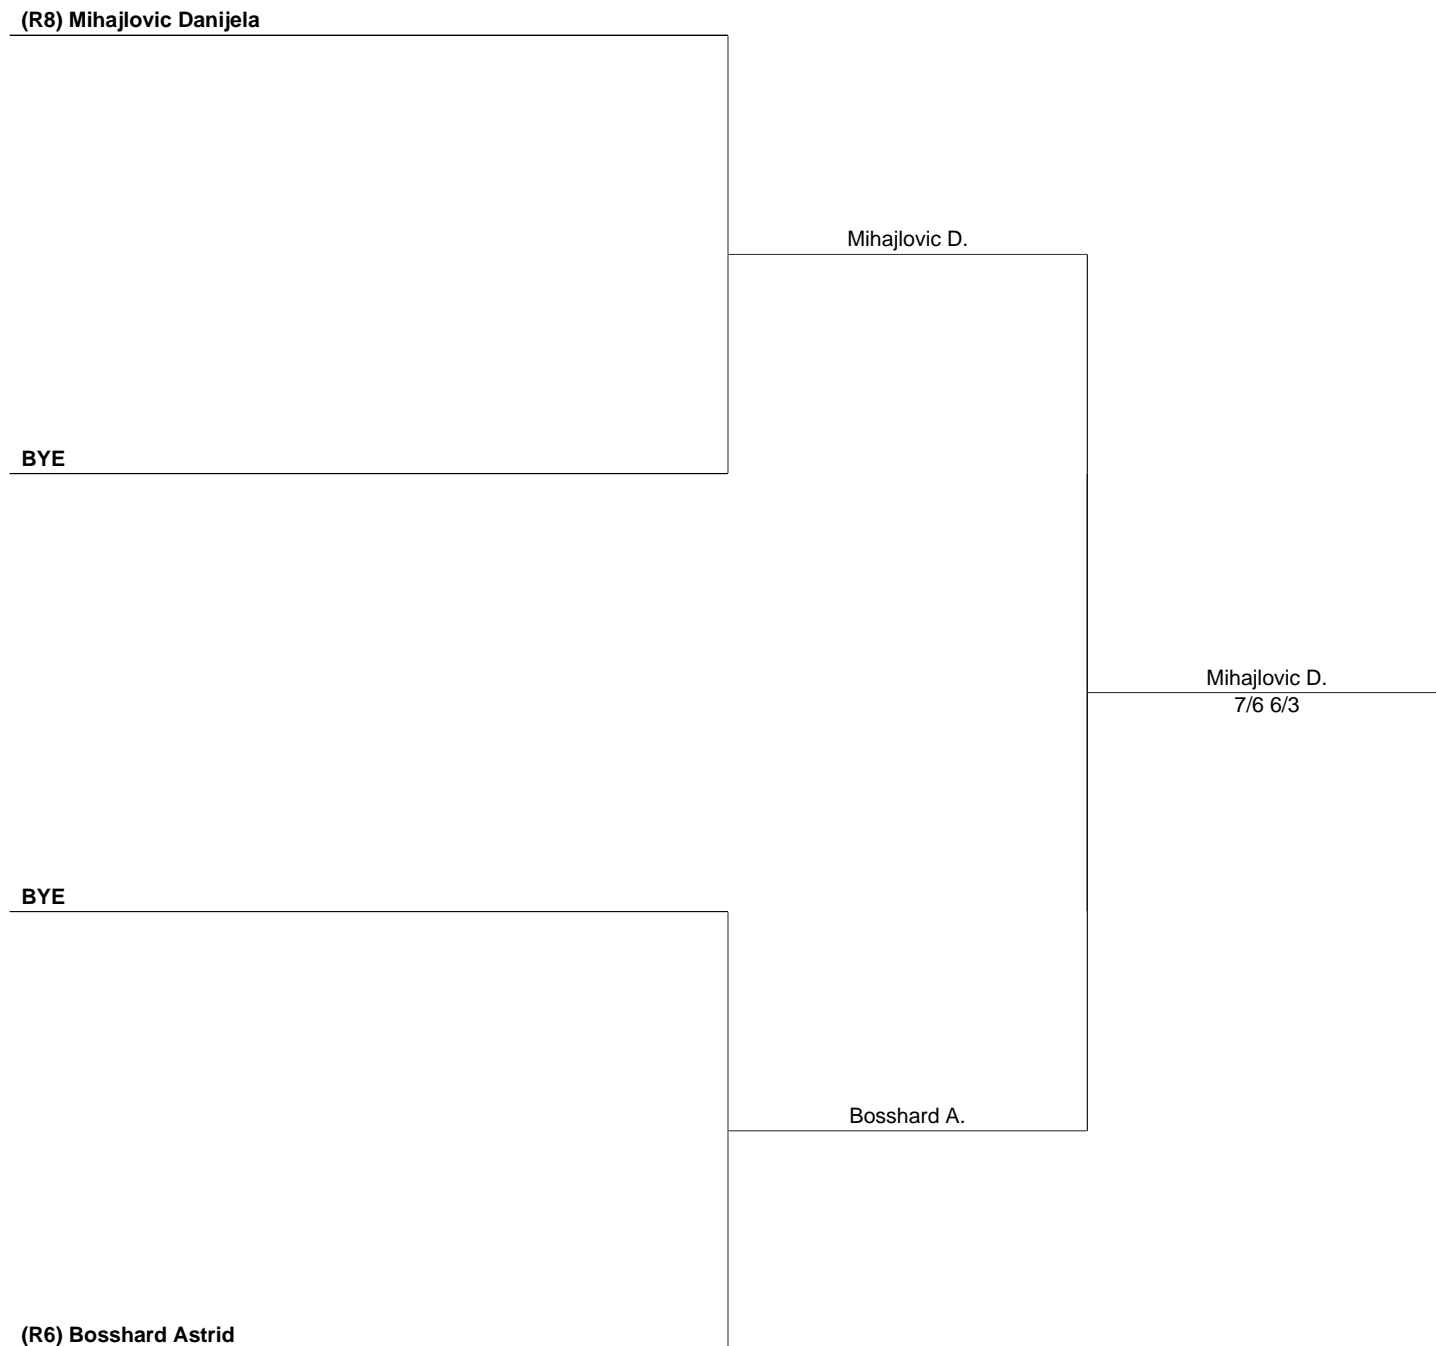 (R8) Mihajlovic Danijela
Mihajlovic D.
BYE
Mihajlovic D.
7/6 6/3
BYE
Bosshard A.
(R6) Bosshard Astrid